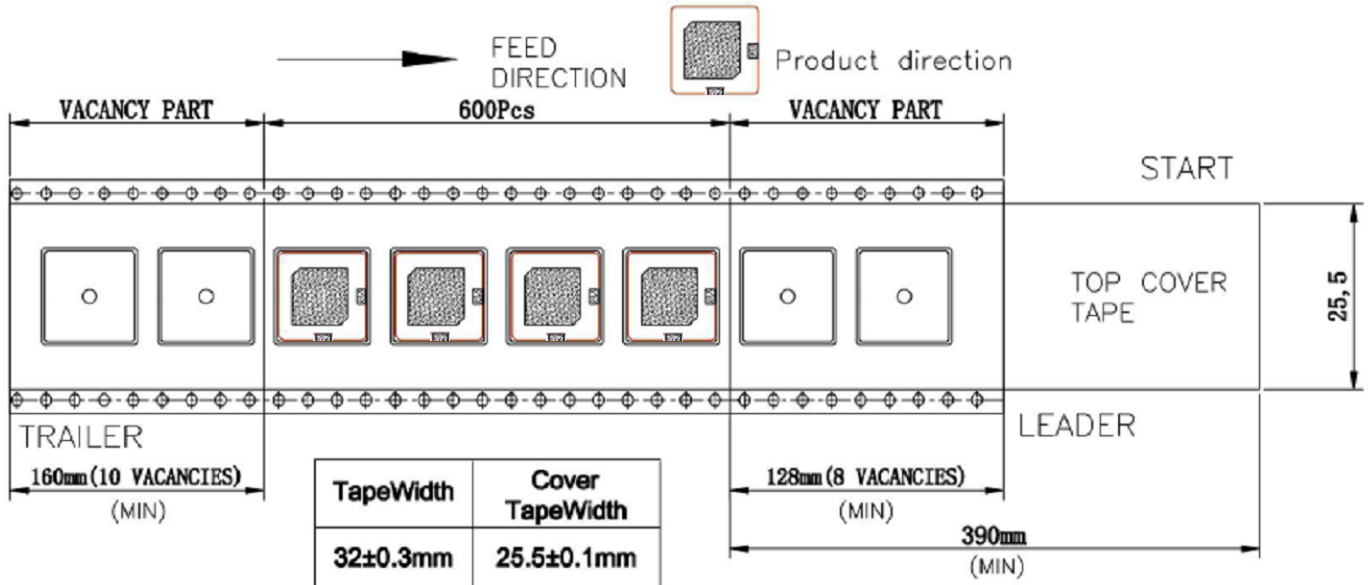 FEED
DIRECTION
Product direction
VACANCY PART
600Pcs
VACANCY PART
START
TOP COVER
TAPE
25,5
TRAILER
LEADER
160mm(10 VACANCIES)
(MIN)
128mm(8 VACANCIES)
(MIN)
390mm
(MIN)
TapeWidth
Cover
TapeWidth
32±0.3mm
25.5±0.1mm